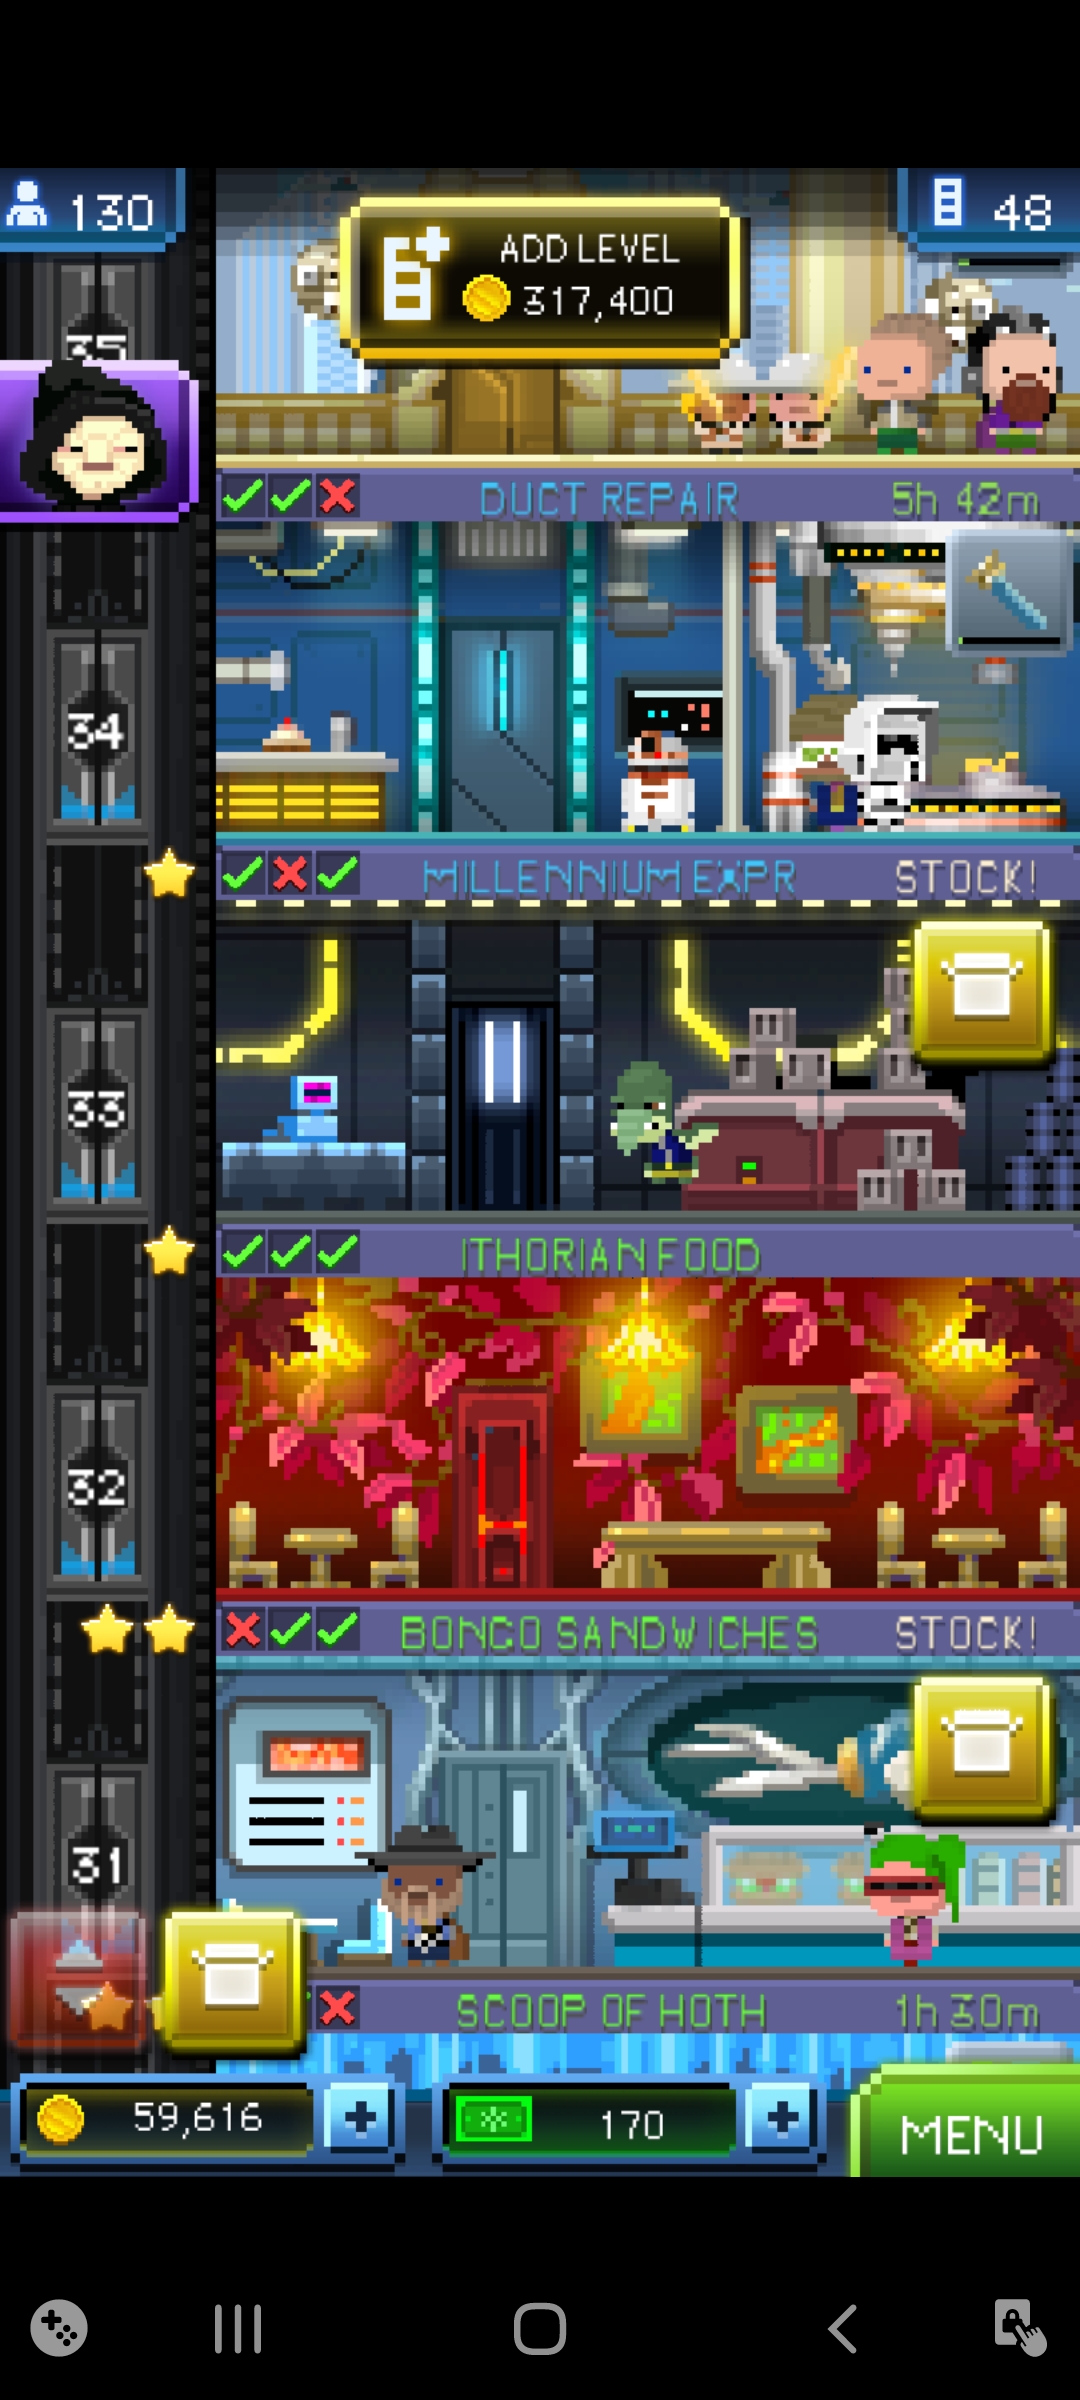 130
48
ADD LEVEL
317,400
35
DUCT REPAIR 5h 42m
34
MILLENNIUM EXPR STOCK!
33
ITHORIAN FOOD
32
BONGO SANDWICHES STOCK!
31
SCOOP OF HOTH 1h 30m
59,616
170
MENU